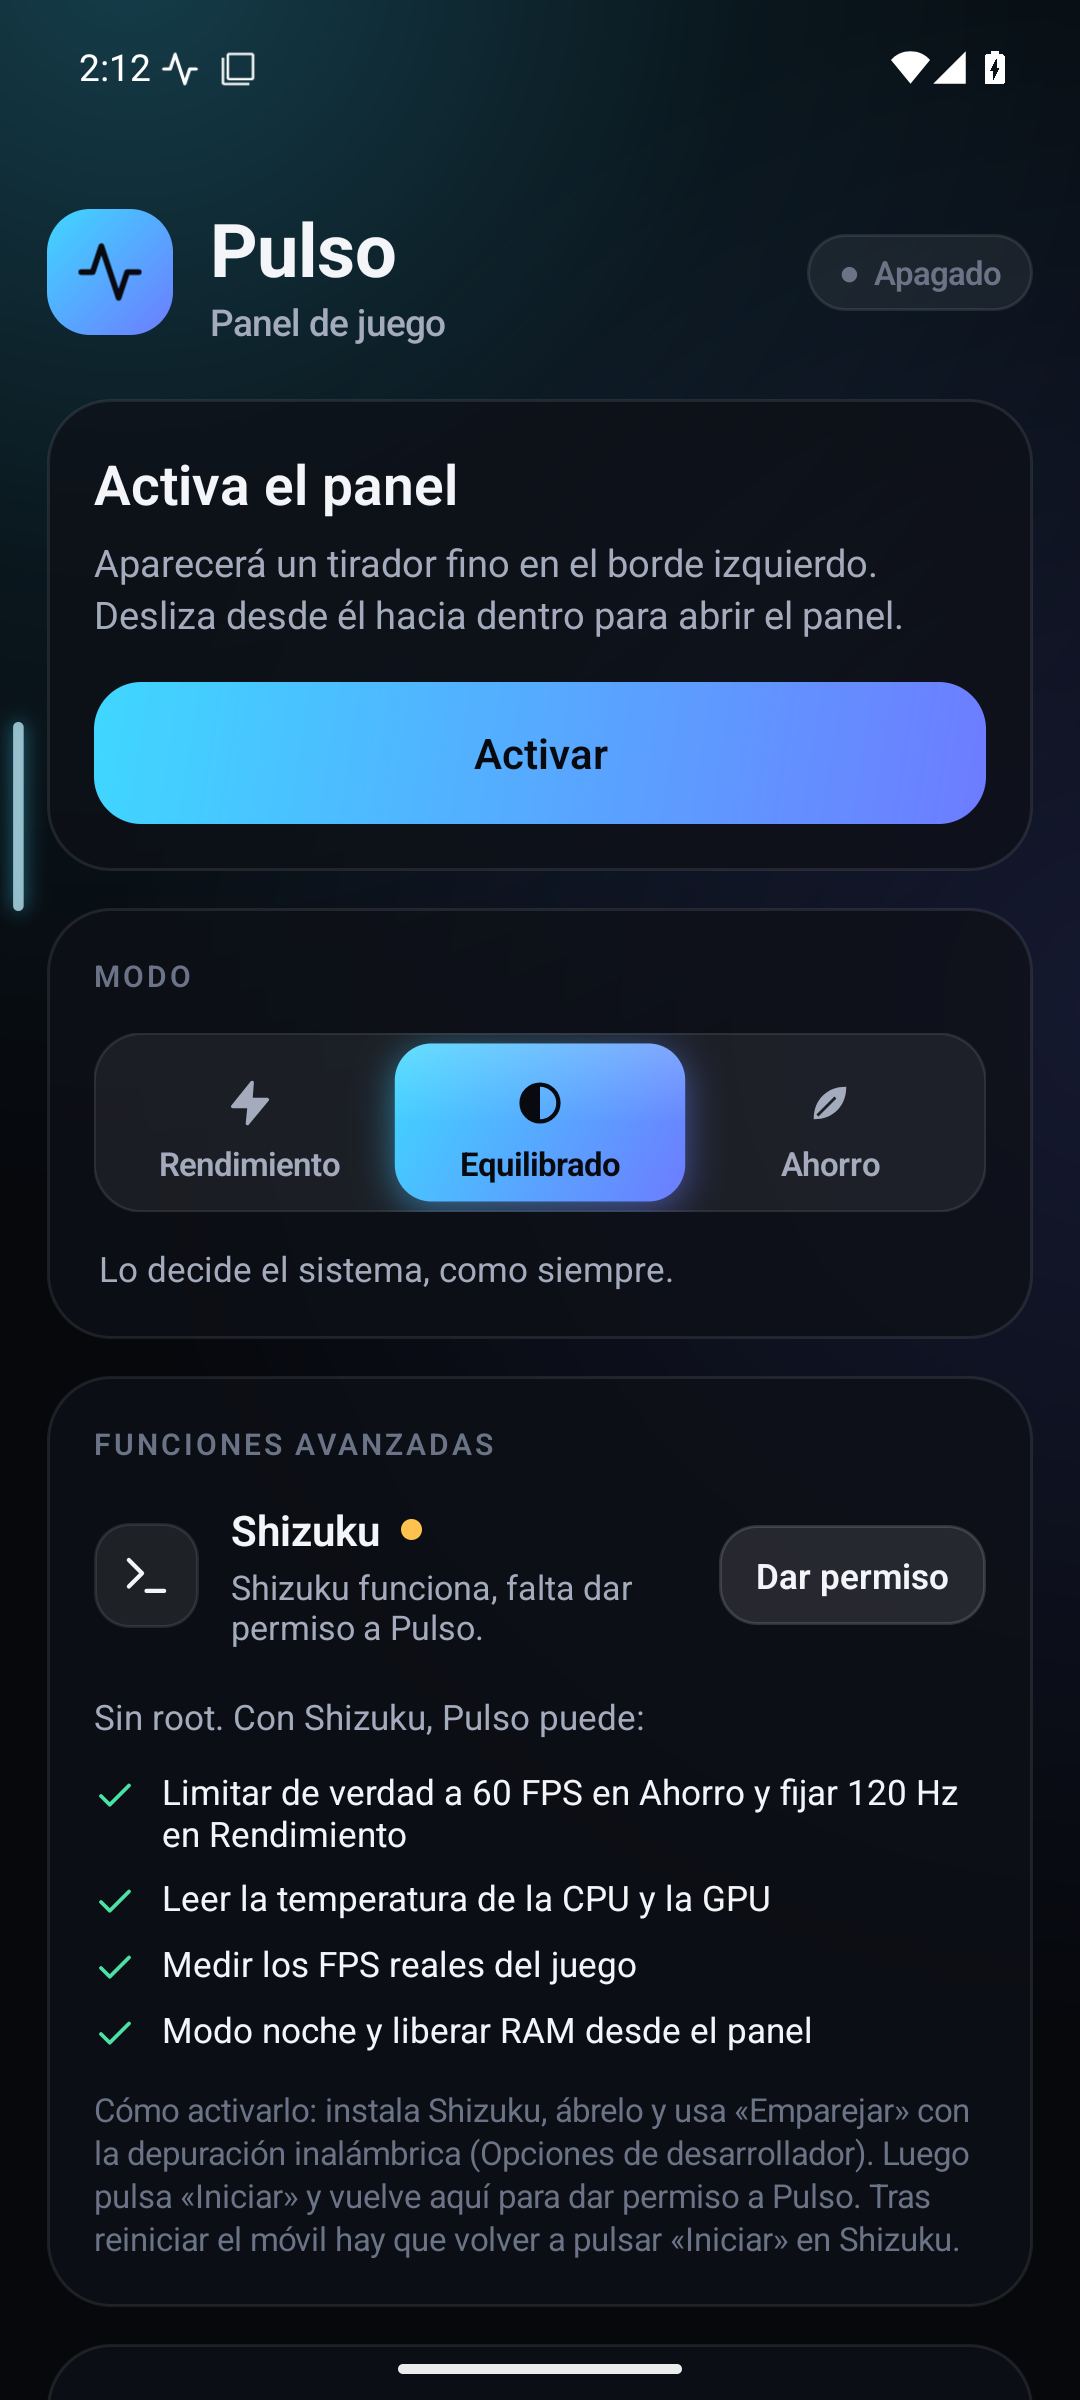 2:12
Pulso
Panel de juego
Apagado
Activa el panel
Aparecerá un tirador fino en el borde izquierdo.
Desliza desde él hacia dentro para abrir el panel.
Activar
MODO
Rendimiento
Equilibrado
Ahorro
Lo decide el sistema, como siempre.
FUNCIONES AVANZADAS
Shizuku
Shizuku funciona, falta dar
permiso a Pulso.
Dar permiso
Sin root. Con Shizuku, Pulso puede:
Limitar de verdad a 60 FPS en Ahorro y fijar 120 Hz
en Rendimiento
Leer la temperatura de la CPU y la GPU
Medir los FPS reales del juego
Modo noche y liberar RAM desde el panel
Cómo activarlo: instala Shizuku, ábrelo y usa «Emparejar» con
la depuración inalámbrica (Opciones de desarrollador). Luego
pulsa «Iniciar» y vuelve aquí para dar permiso a Pulso. Tras
reiniciar el móvil hay que volver a pulsar «Iniciar» en Shizuku.